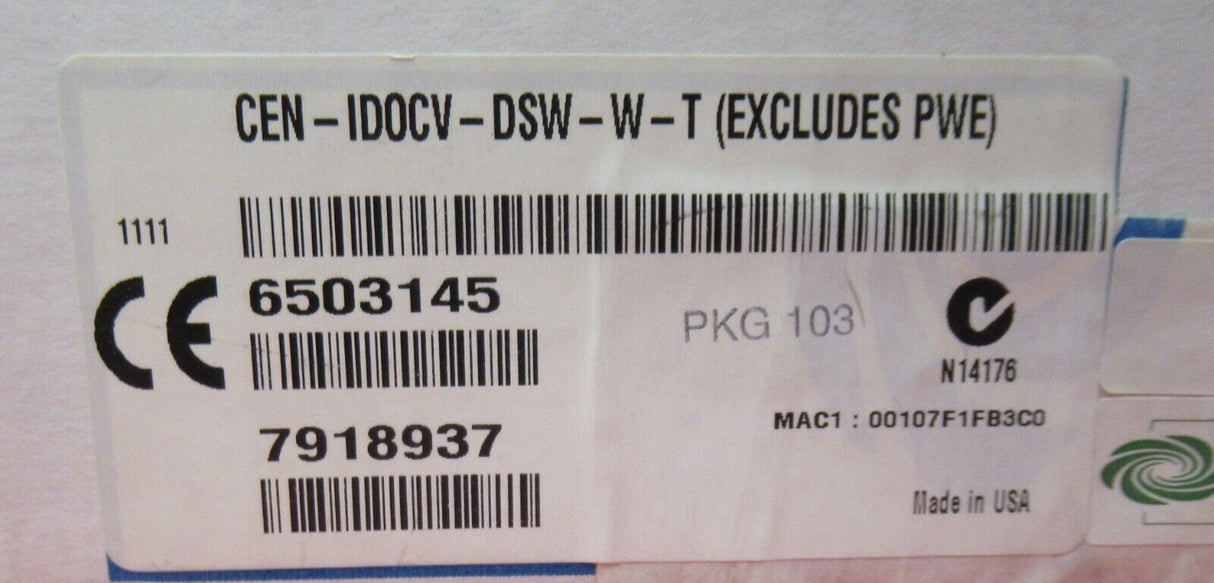 CEN-IDOCV-DSW-W-T (EXCLUDES PWE)
1111
CE
6503145
PKG 103
N14176
7918937
MAC1 : 00107F1FB3C0
Made in USA